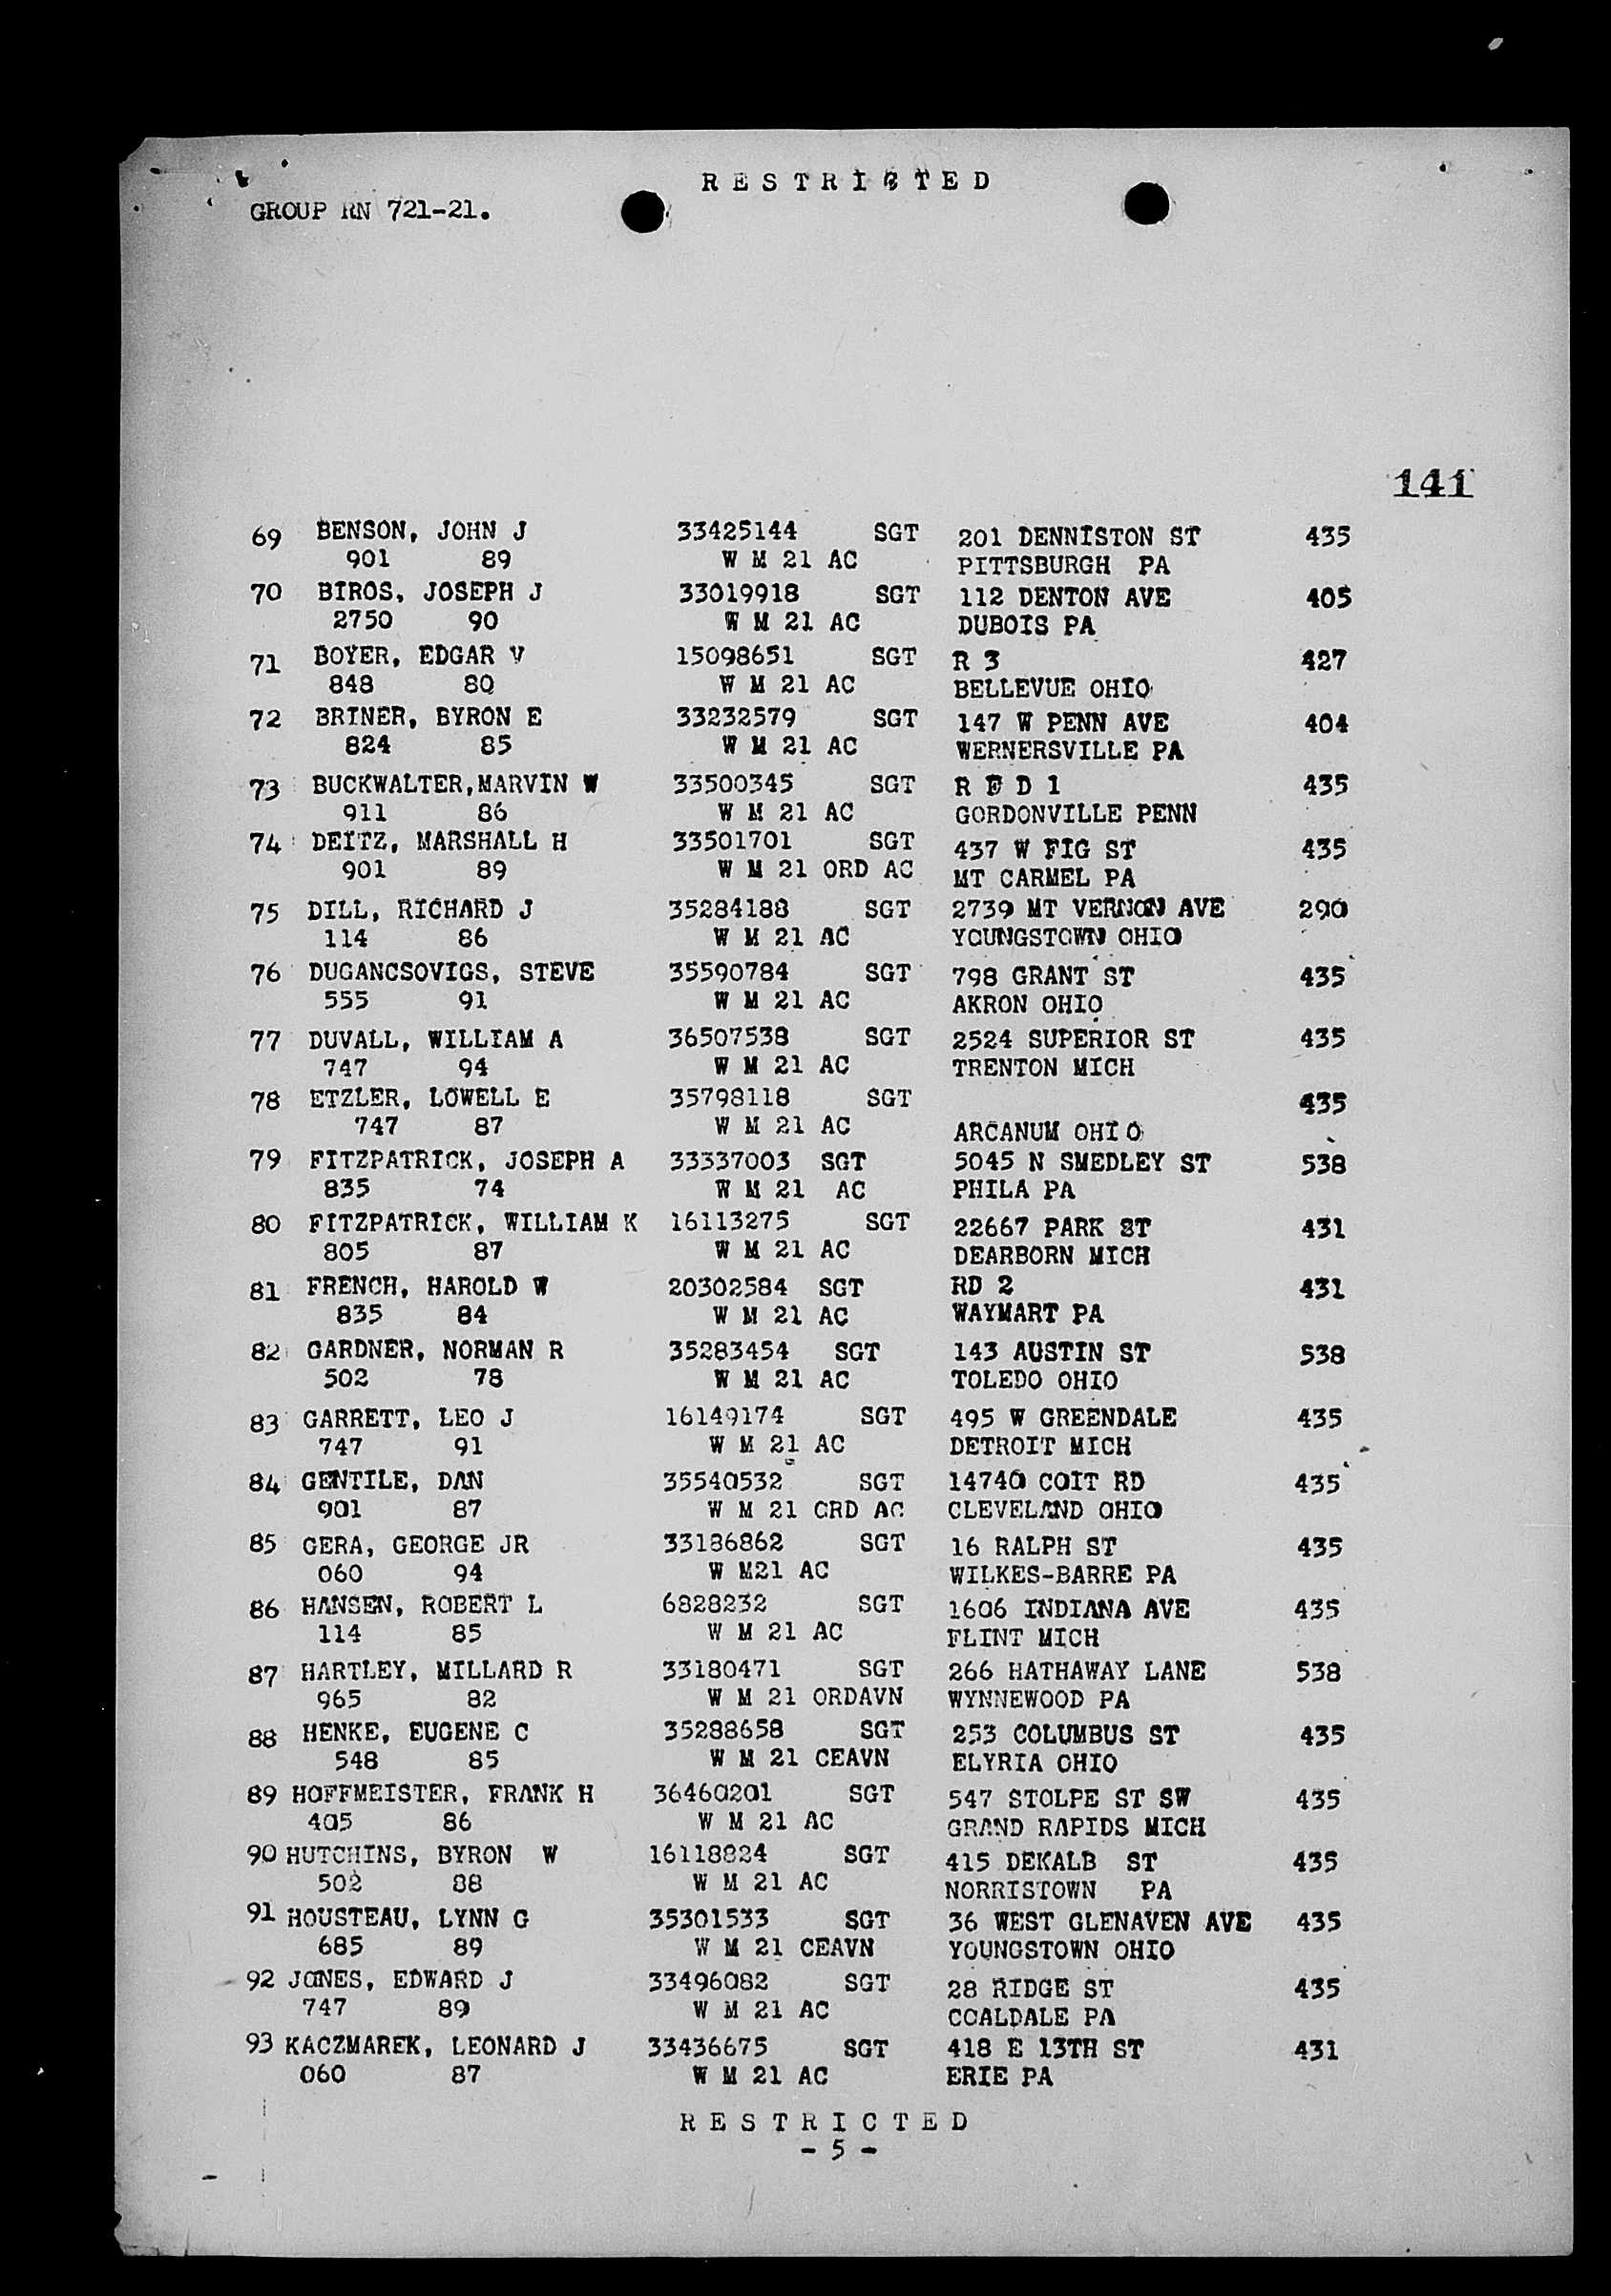 RESTRICTED
GROUP RN 721-21.
141
69 BENSON, JOHN J 33425144 SGT 201 DENNISTON ST 435
901 89 W M 21 AC PITTSBURGH PA
70 BIROS, JOSEPH J 33019918 SGT 112 DENTON AVE 405
2750 90 W M 21 AC DUBOIS PA
71 BOYER, EDGAR V 15098651 SGT R 3 427
848 80 W M 21 AC BELLEVUE OHIO
72 BRINER, BYRON E 33232579 SGT 147 W PENN AVE 404
824 85 W M 21 AC WERNERSVILLE PA
73 BUCKWALTER, MARVIN W 33500345 SGT R F D 1 435
911 86 W M 21 AC GORDONVILLE PENN
74 DEITZ, MARSHALL H 33501701 SGT 437 W FIG ST 435
901 89 W M 21 ORD AC MT CARMEL PA
75 DILL, RICHARD J 35284188 SGT 2739 MT VERNON AVE 290
114 86 W M 21 AC YOUNGSTOWN OHIO
76 DUGANCSOVIGS, STEVE 35590784 SGT 798 GRANT ST 435
555 91 W M 21 AC AKRON OHIO
77 DUVALL, WILLIAM A 36507538 SGT 2524 SUPERIOR ST 435
747 94 W M 21 AC TRENTON MICH
78 ETZLER, LOWELL E 35798118 SGT 435
747 87 W M 21 AC ARCANUM OHIO
79 FITZPATRICK, JOSEPH A 33337003 SGT 5045 N SMEDLEY ST 538
835 74 W M 21 AC PHILA PA
80 FITZPATRICK, WILLIAM K 16113275 SGT 22667 PARK ST 431
805 87 W M 21 AC DEARBORN MICH
81 FRENCH, HAROLD W 20302584 SGT RD 2 431
835 84 W M 21 AC WAYMART PA
82 GARDNER, NORMAN R 35283454 SGT 143 AUSTIN ST 538
502 78 W M 21 AC TOLEDO OHIO
83 GARRETT, LEO J 16149174 SGT 495 W GREENDALE 435
747 91 W M 21 AC DETROIT MICH
84 GENTILE, DAN 35540532 SGT 14740 COIT RD 435
901 87 W M 21 ORD AC CLEVELAND OHIO
85 GERA, GEORGE JR 33186862 SGT 16 RALPH ST 435
060 94 W M21 AC WILKES-BARRE PA
86 HANSEN, ROBERT L 6828232 SGT 1606 INDIANA AVE 435
114 85 W M 21 AC FLINT MICH
87 HARTLEY, MILLARD R 33180471 SGT 266 HATHAWAY LANE 538
965 82 W M 21 ORDAVN WYNNEWOOD PA
88 HENKE, EUGENE C 35288658 SGT 253 COLUMBUS ST 435
548 85 W M 21 CEAVN ELYRIA OHIO
89 HOFFMEISTER, FRANK H 36460201 SGT 547 STOLPE ST SW 435
405 86 W M 21 AC GRAND RAPIDS MICH
90 HUTCHINS, BYRON W 16118824 SGT 415 DEKALB ST 435
502 88 W M 21 AC NORRISTOWN PA
91 HOUSTEAU, LYNN G 35301533 SGT 36 WEST GLENAVEN AVE 435
685 89 W M 21 CEAVN YOUNGSTOWN OHIO
92 JONES, EDWARD J 33496082 SGT 28 RIDGE ST 435
747 89 W M 21 AC COALDALE PA
93 KACZMAREK, LEONARD J 33436675 SGT 418 E 13TH ST 431
060 87 W M 21 AC ERIE PA
RESTRICTED
- 5 -